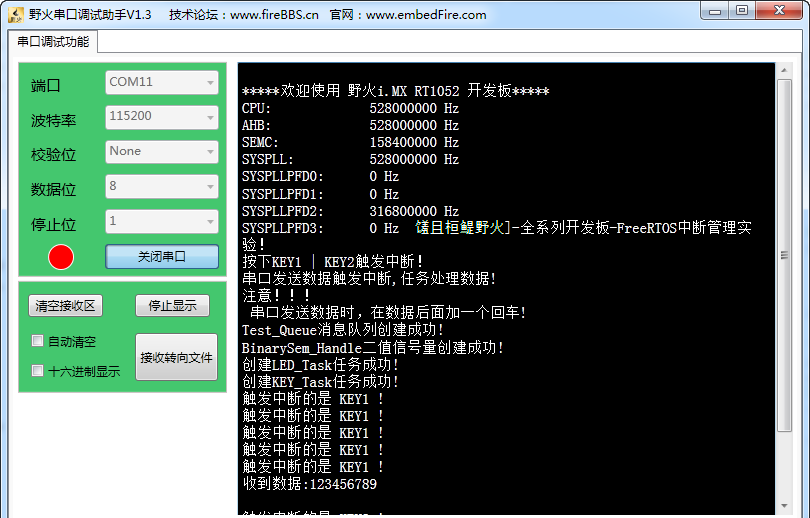 野火串口调试助手V1.3 技术论坛：www.fireBBS.cn 官网：www.embedFire.com
串口调试功能
端口 COM11
波特率 115200
校验位 None
数据位 8
停止位 1
关闭串口
清空接收区 停止显示
自动清空
接收转向文件
十六进制显示
*****欢迎使用 野火i.MX RT1052 开发板*****
CPU: 528000000 Hz
AHB: 528000000 Hz
SEMC: 158400000 Hz
SYSPLL: 528000000 Hz
SYSPLLPFD0: 0 Hz
SYSPLLPFD1: 0 Hz
SYSPLLPFD2: 316800000 Hz
SYSPLLPFD3: 0 Hz 野火]-全系列开发板-FreeRTOS中断管理实
验!
按下KEY1 | KEY2触发中断!
串口发送数据触发中断,任务处理数据!
注意!!!
串口发送数据时，在数据后面加一个回车!
Test_Queue消息队列创建成功!
BinarySem_Handle二值信号量创建成功!
创建LED_Task任务成功!
创建KEY_Task任务成功!
触发中断的是 KEY1 !
触发中断的是 KEY1 !
触发中断的是 KEY1 !
触发中断的是 KEY1 !
触发中断的是 KEY1 !
收到数据:123456789